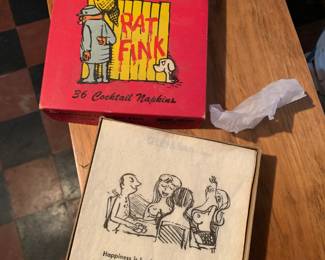 RAT
FINK
36 Cocktail Napkins
Happiness is